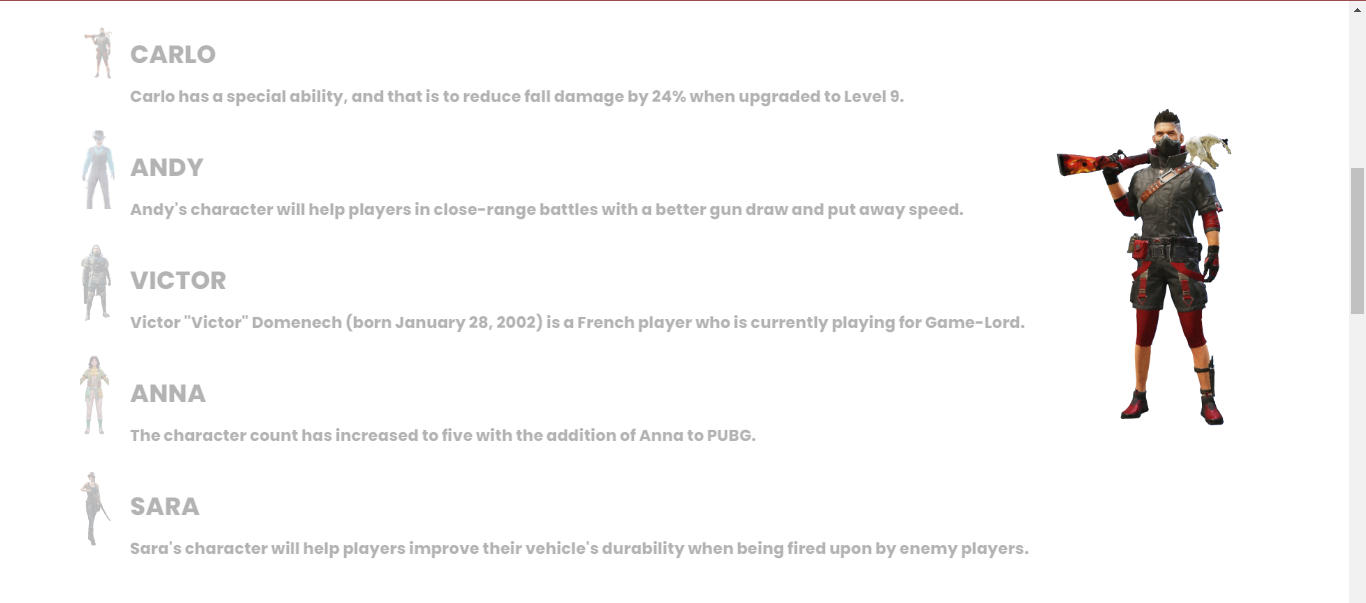 CARLO
Carlo has a special ability, and that is to reduce fall damage by 24% when upgraded to Level 9.
ANDY
Andy's character will help players in close-range battles with a better gun draw and put away speed.
VICTOR
Victor "Victor" Domenech (born January 28, 2002) is a French player who is currently playing for Game-Lord.
ANNA
The character count has increased to five with the addition of Anna to PUBG.
SARA
Sara's character will help players improve their vehicle's durability when being fired upon by enemy players.